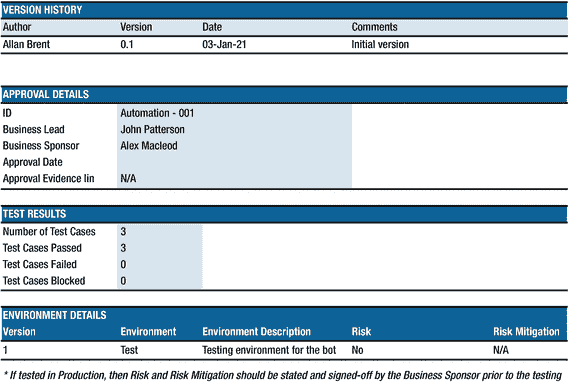 VERSION HISTORY
Author Version Date Comments
Allan Brent 0.1 03-Jan-21 Initial version
APPROVAL DETAILS
ID Automation - 001
Business Lead John Patterson
Business Sponsor Alex Macleod
Approval Date
Approval Evidence lin N/A
TEST RESULTS
Number of Test Cases 3
Test Cases Passed 3
Test Cases Failed 0
Test Cases Blocked 0
ENVIRONMENT DETAILS
Version Environment Environment Description Risk Risk Mitigation
1 Test Testing environment for the bot No N/A
* If tested in Production, then Risk and Risk Mitigation should be stated and signed-off by the Business Sponsor prior to the testing